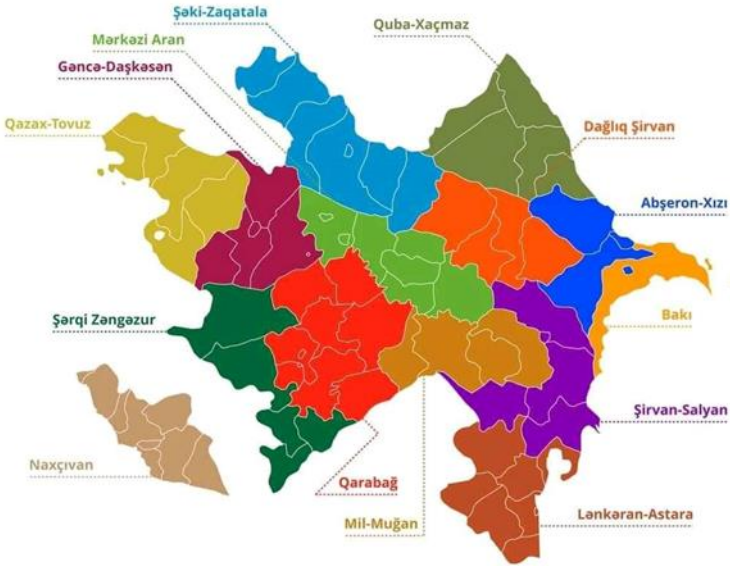 Şəki-Zaqatala
Quba-Xaçmaz
Mərkəzi Aran
Gəncə-Daşkəsən
Qazax-Tovuz
Dağlıq Şirvan
Abşeron-Xızı
Şərqi Zəngəzur
Bakı
Şirvan-Salyan
Naxçıvan
Qarabağ
Lənkəran-Astara
Mil-Muğan